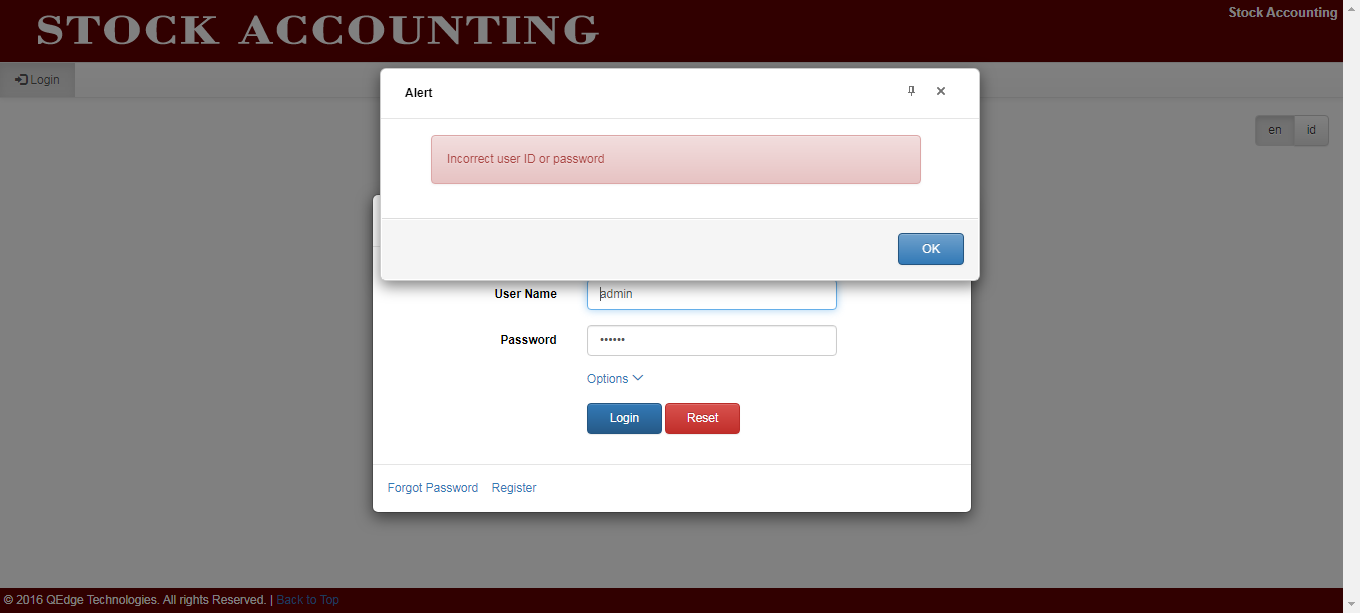 STOCK ACCOUNTING
Stock Accounting
Login
Alert
en id
Incorrect user ID or password
OK
User Name admin
Password ••••••
Options
Login Reset
Forgot Password Register
© 2016 QEdge Technologies. All rights Reserved. | Back to Top